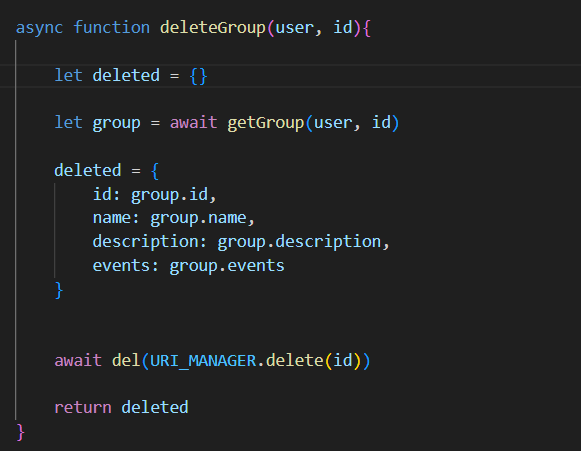 async function deleteGroup(user, id){
let deleted = {}
let group = await getGroup(user, id)
deleted = {
id: group.id,
name: group.name,
description: group.description,
events: group.events
}
await del(URI_MANAGER.delete(id))
return deleted
}